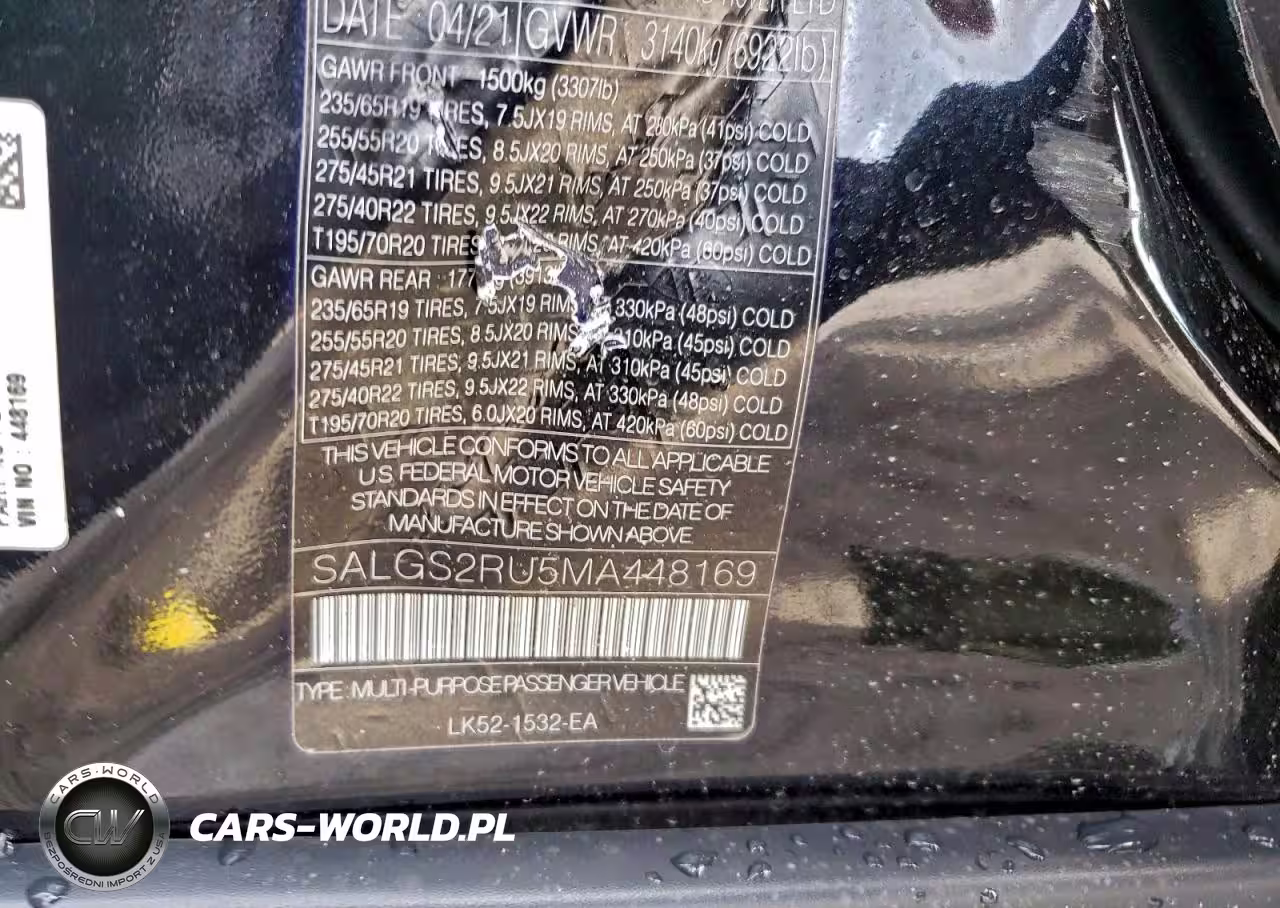 DATE 04/21 GVWR 3140kg (6922lb)
GAWR FRONT 1500kg (3307lb)
235/65R19 TIRES, 7.5JX19 RIMS, AT 280kPa (41psi) COLD
255/55R20 TIRES, 8.5JX20 RIMS, AT 250kPa (37psi) COLD
275/45R21 TIRES, 9.5JX21 RIMS, AT 250kPa (37psi) COLD
275/40R22 TIRES, 9.5JX22 RIMS, AT 270kPa (40psi) COLD
T195/70R20 TIRES RIMS, AT 420kPa (60psi) COLD
GAWR REAR
235/65R19 TIRES, 7.5JX19 RIMS 330kPa (48psi) COLD
255/55R20 TIRES, 8.5JX20 RIMS (45psi) COLD
275/45R21 TIRES, 9.5JX21 RIMS, AT 310kPa (45psi) COLD
275/40R22 TIRES, 9.5JX22 RIMS, AT 330kPa (48psi) COLD
T195/70R20 TIRES, 6.0JX20 RIMS, AT 420kPa (60psi) COLD
THIS VEHICLE CONFORMS TO ALL APPLICABLE
U.S. FEDERAL MOTOR VEHICLE SAFETY
STANDARDS IN EFFECT ON THE DATE OF
MANUFACTURE SHOWN ABOVE
SALGS2RU5MA448169
TYPE: MULTI-PURPOSE PASSENGER VEHICLE
LK52-1532-EA
VIN NO : 448169
CARS-WORLD
CW
BEZPOŚREDNI IMPORT Z USA
CARS-WORLD.PL